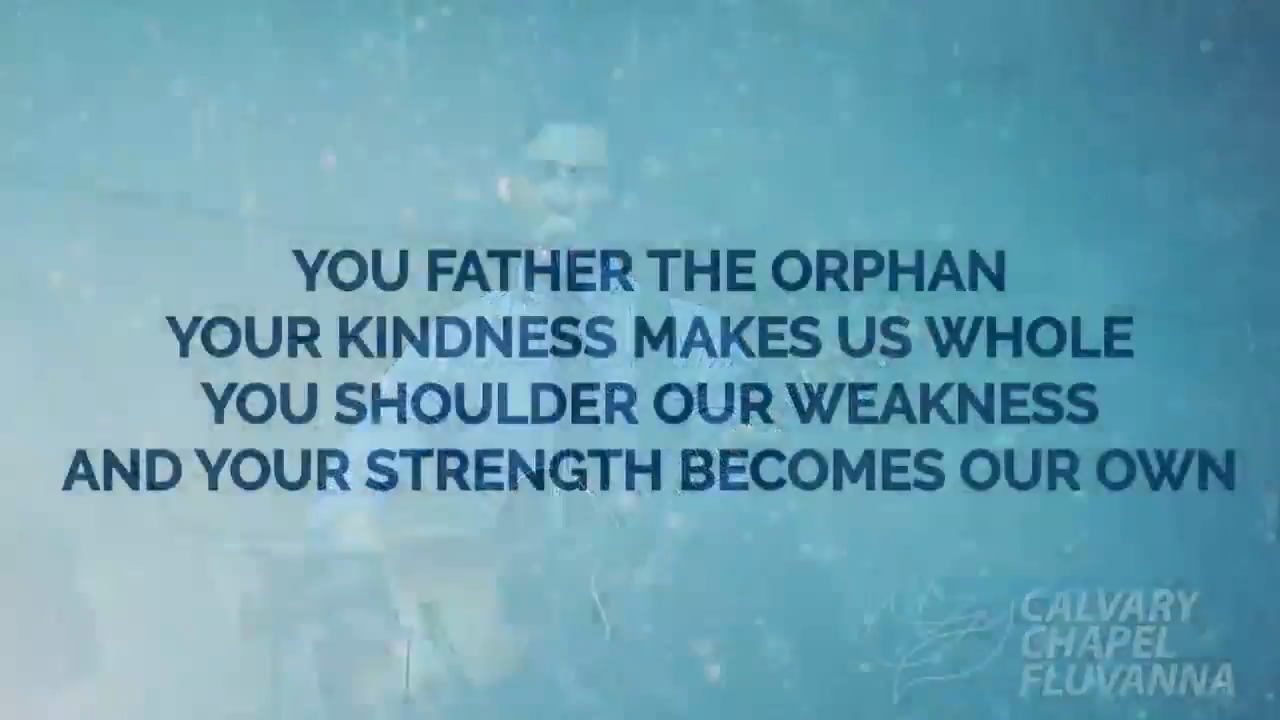 YOU FATHER THE ORPHAN
YOUR KINDNESS MAKES US WHOLE
YOU SHOULDER OUR WEAKNESS
AND YOUR STRENGTH BECOMES OUR OWN
CALVARY
CHAPEL
FLUVANNA